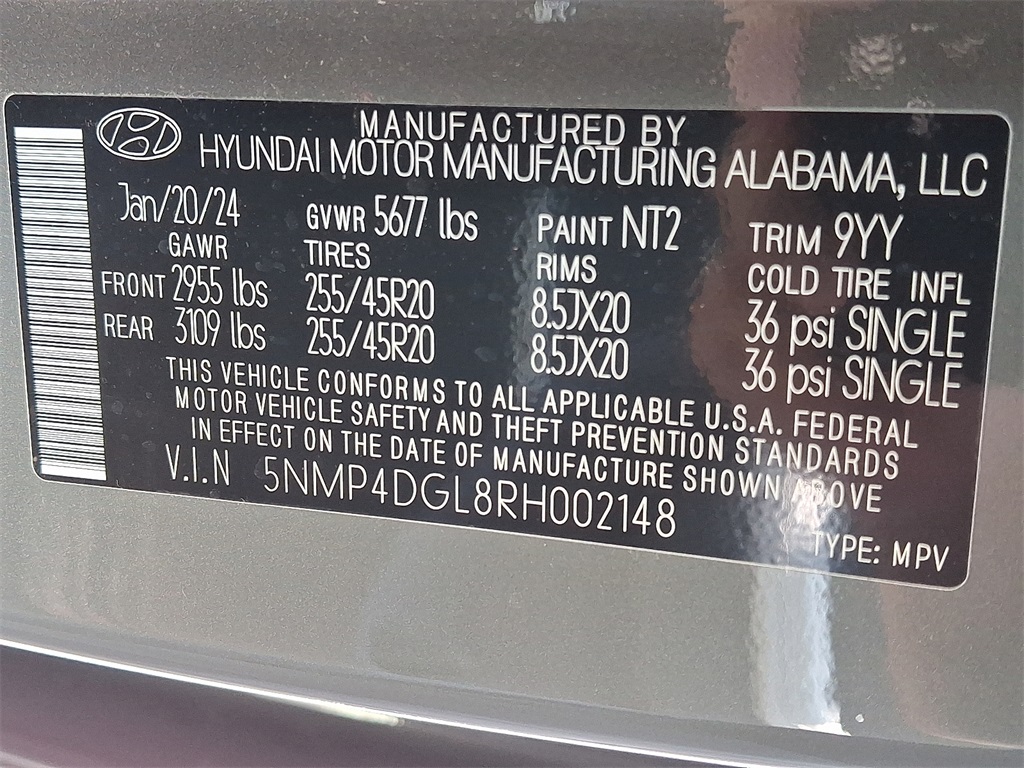 MANUFACTURED BY
HYUNDAI MOTOR MANUFACTURING ALABAMA, LLC
Jan/20/24 GVWR 5677 lbs PAINT NT2 TRIM 9YY
GAWR TIRES RIMS COLD TIRE INFL
FRONT 2955 lbs 255/45R20 8.5JX20 36 psi SINGLE
REAR 3109 lbs 255/45R20 8.5JX20 36 psi SINGLE
THIS VEHICLE CONFORMS TO ALL APPLICABLE U.S.A. FEDERAL
MOTOR VEHICLE SAFETY AND THEFT PREVENTION STANDARDS
IN EFFECT ON THE DATE OF MANUFACTURE SHOWN ABOVE
V.I.N 5NMP4DGL8RH002148
TYPE: MPV